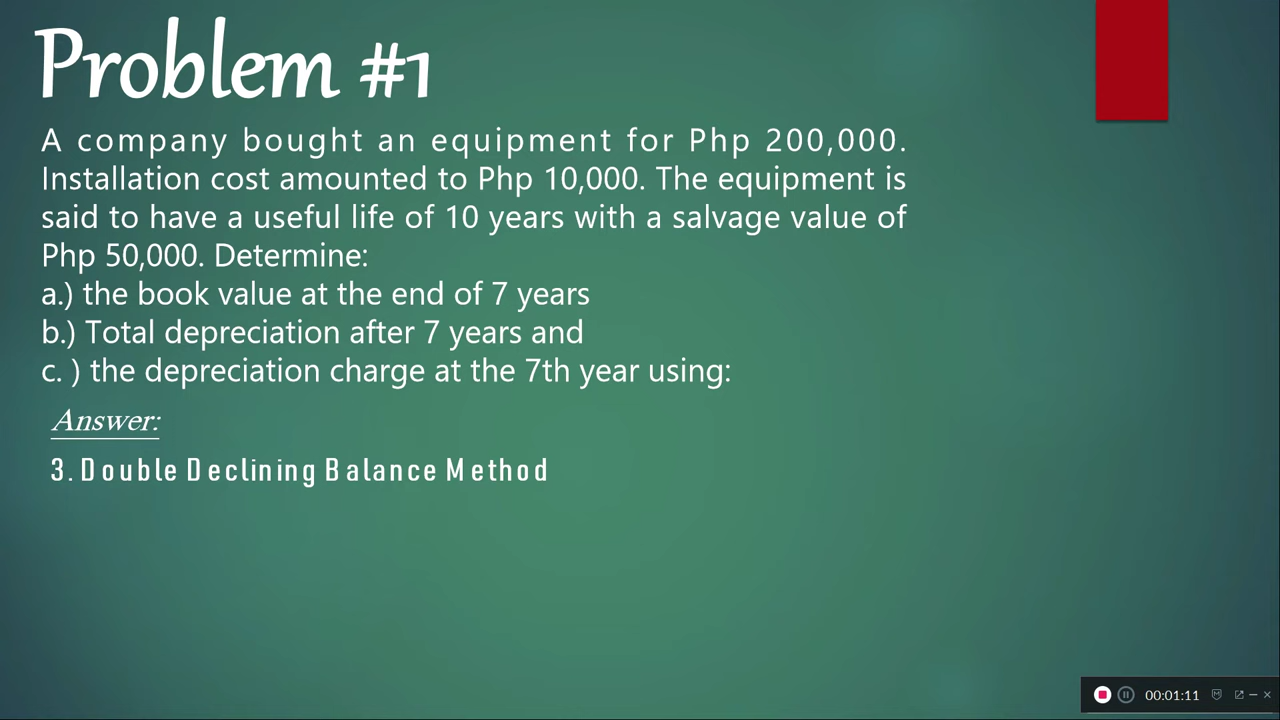 Problem #1
A company bought an equipment for Php 200,000.
Installation cost amounted to Php 10,000. The equipment is
said to have a useful life of 10 years with a salvage value of
Php 50,000. Determine:
a.) the book value at the end of 7 years
b.) Total depreciation after 7 years and
c. ) the depreciation charge at the 7th year using:
Answer:
3. Double Declining Balance Method
00:01:11